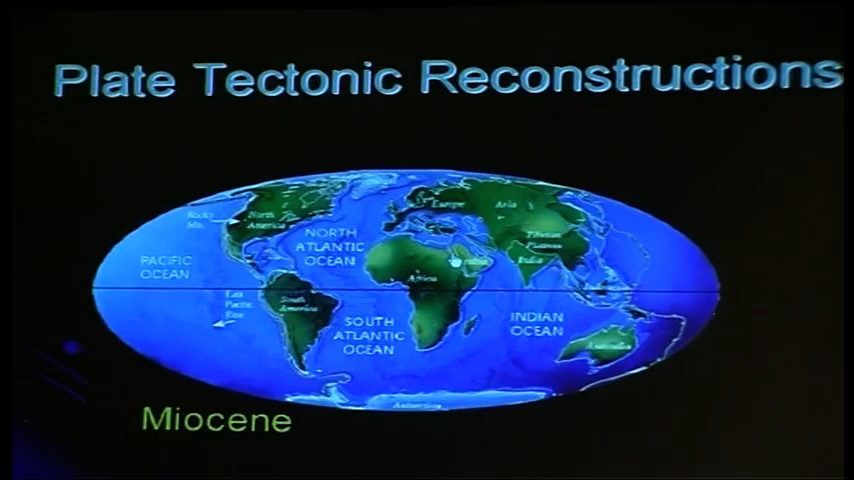 Plate Tectonic Reconstructions
North
America
Europe
Asia
Rocky
Mts.
NORTH
ATLANTIC
OCEAN
Tibetan
Plateau
India
PACIFIC
OCEAN
Africa
East
Pacific
Rise
South
America
SOUTH
ATLANTIC
OCEAN
INDIAN
OCEAN
Australia
Antarctica
Miocene